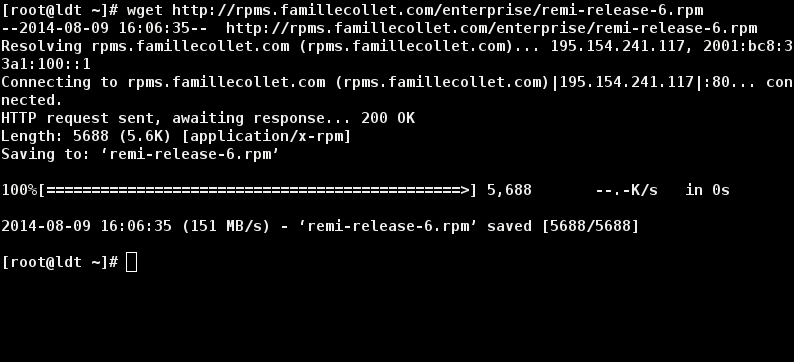 [root@ldt ~]# wget http://rpms.famillecollet.com/enterprise/remi-release-6.rpm
--2014-08-09 16:06:35--  http://rpms.famillecollet.com/enterprise/remi-release-6.rpm
Resolving rpms.famillecollet.com (rpms.famillecollet.com)... 195.154.241.117, 2001:bc8:3
3a1:100::1
Connecting to rpms.famillecollet.com (rpms.famillecollet.com)|195.154.241.117|:80... con
nected.
HTTP request sent, awaiting response... 200 OK
Length: 5688 (5.6K) [application/x-rpm]
Saving to: ‘remi-release-6.rpm’
100%[==============================================>] 5,688       --.-K/s   in 0s
2014-08-09 16:06:35 (151 MB/s) - ‘remi-release-6.rpm’ saved [5688/5688]
[root@ldt ~]#